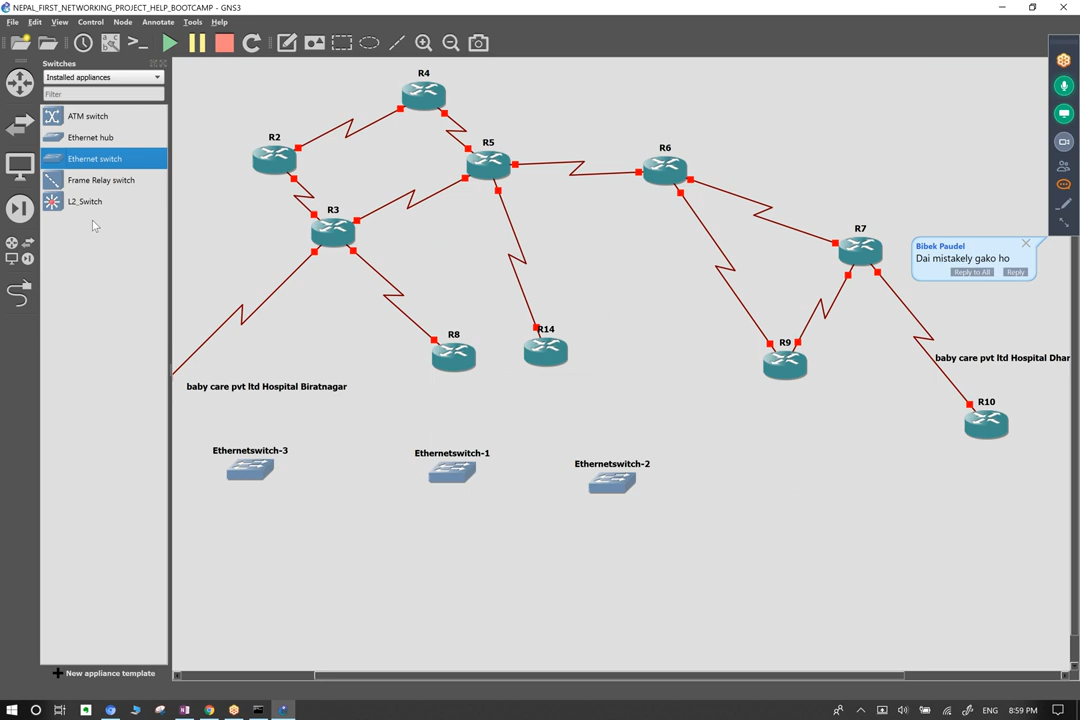 NEPAL_FIRST_NETWORKING_PROJECT_HELP_BOOTCAMP - GNS3
File Edit View Control Node Annotate Tools Help
Switches
Installed appliances
Filter
ATM switch
Ethernet hub
Ethernet switch
Frame Relay switch
L2_Switch
New appliance template
R4
R2
R5
R6
R3
R7
Bibek Paudel
Dai mistakely gako ho
Reply to All Reply
R8
R14
R9
baby care pvt ltd Hospital Dhar
baby care pvt ltd Hospital Biratnagar
R10
Ethernetswitch-3
Ethernetswitch-1
Ethernetswitch-2
ENG 8:59 PM